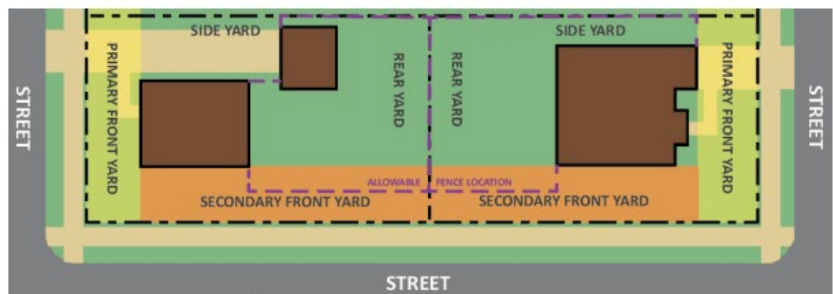 SIDE YARD
SIDE YARD
STREET
PRIMARY FRONT YARD
REAR YARD
REAR YARD
PRIMARY FRONT YARD
STREET
ALLOWABLE FENCE LOCATION
SECONDARY FRONT YARD
SECONDARY FRONT YARD
STREET